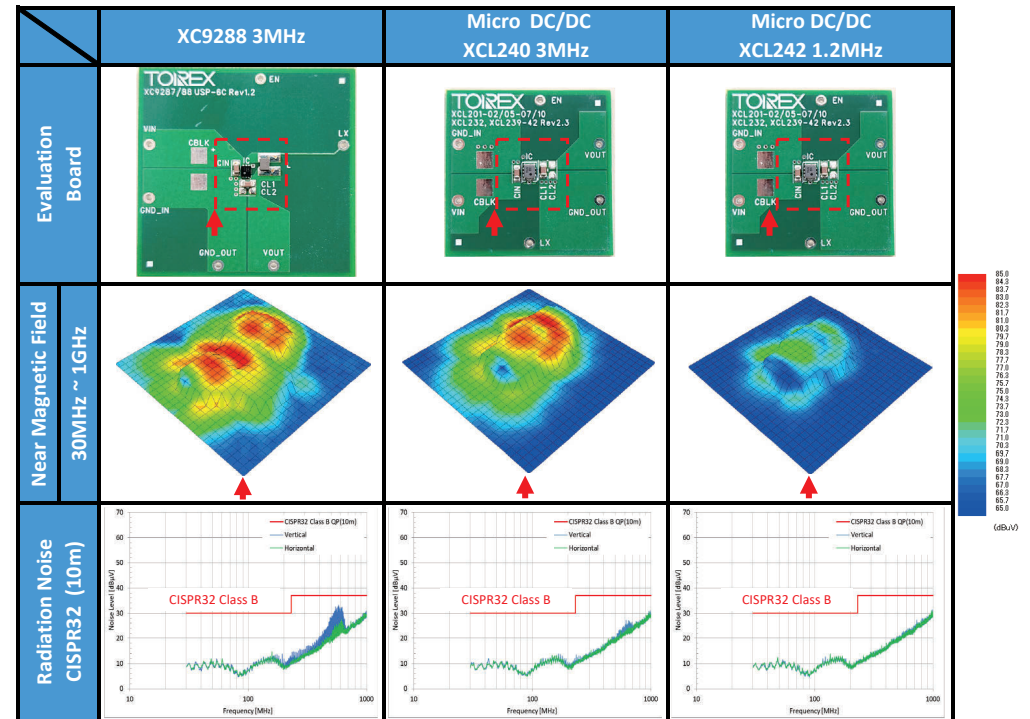 XC9288 3MHz
Micro DC/DC
XCL240 3MHz
Micro DC/DC
XCL242 1.2MHz
Evaluation
Board
TOIREX
EN
XC9287/88 USP-6C Rev1.2
VIN
CBLK
+
LX
CIN
IC
L
CL1
CL2
GND_IN
GND_OUT
VOUT
TOIREX
EN
XCL201-02/05-07/10
XCL232, XCL239-42 Rev2.3
GND_IN
IC
VOUT
CIN
CL1
CL2
CBLK
VIN
GND_OUT
LX
TOIREX
EN
XCL201-02/05-07/10
XCL232, XCL239-42 Rev2.3
GND_IN
IC
VOUT
CIN
CL1
CL2
CBLK
VIN
GND_OUT
LX
Near Magnetic Field
30MHz ~ 1GHz
85.0
84.3
83.7
83.0
82.3
81.7
81.0
80.3
79.7
79.0
78.3
77.7
77.0
76.3
75.7
75.0
74.3
73.7
73.0
72.3
71.7
71.0
70.3
69.7
69.0
68.3
67.7
67.0
66.3
65.7
65.0
(dBuV)
Radiation Noise
CISPR32 (10m)
70
60
50
40
30
20
10
0
Noise Level [dBμV]
CISPR32 Class B QP(10m)
Vertical
Horizontal
CISPR32 Class B
10
100
1000
Frequency[MHz]
70
60
50
40
30
20
10
0
Noise Level [dBμV]
CISPR32 Class B QP(10m)
Vertical
Horizontal
CISPR32 Class B
10
100
1000
Frequency[MHz]
70
60
50
40
30
20
10
0
Noise Level [dBμV]
CISPR32 Class B QP(10m)
Vertical
Horizontal
CISPR32 Class B
10
100
1000
Frequency[MHz]